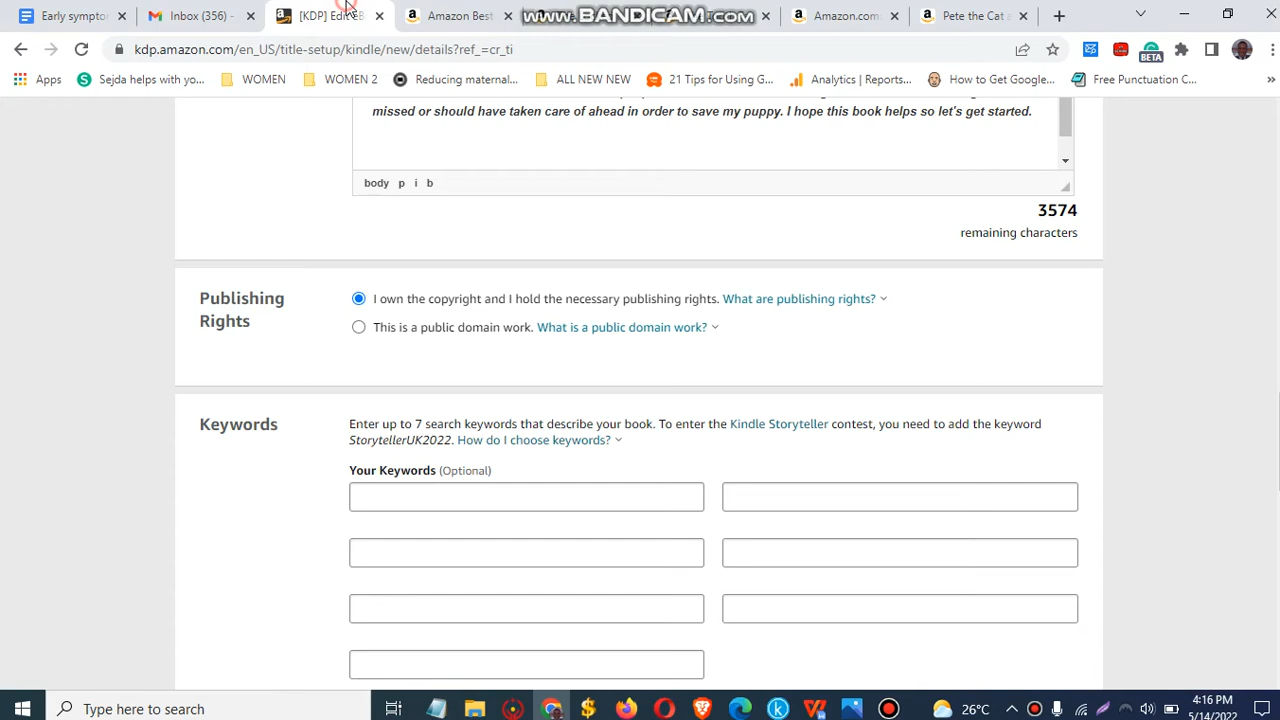 Early sympto
Inbox (356) -
[KDP] Edit eB
Amazon Best
Amazon.com
Pete the Cat a
www.BANDICAM.com
kdp.amazon.com/en_US/title-setup/kindle/new/details?ref_=cr_ti
BETA
Apps
Sejda helps with yo...
WOMEN
WOMEN 2
Reducing maternal...
ALL NEW NEW
21 Tips for Using G...
Analytics | Reports...
How to Get Google...
Free Punctuation C...
missed or should have taken care of ahead in order to save my puppy. I hope this book helps so let's get started.
body p i b
3574
remaining characters
Publishing
Rights
I own the copyright and I hold the necessary publishing rights. What are publishing rights?
This is a public domain work. What is a public domain work?
Keywords
Enter up to 7 search keywords that describe your book. To enter the Kindle Storyteller contest, you need to add the keyword
StorytellerUK2022. How do I choose keywords?
Your Keywords (Optional)
Type here to search
26°C
4:16 PM
5/14/2022